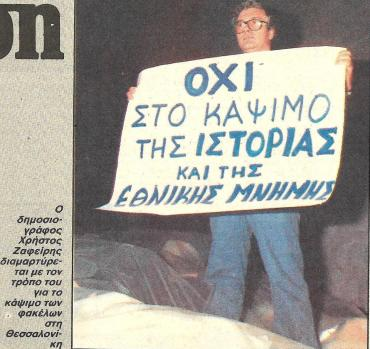 ΟΧΙ
ΣΤΟ ΚΑΨΙΜΟ
ΤΗΣ ΙΣΤΟΡΙΑΣ
ΚΑΙ ΤΗΣ
ΕΘΝΙΚΗΣ ΜΝΗΜΗΣ
Ο
δημοσιο-
γράφος
Χρήστος
Ζαφείρης
διαμαρτύρε-
ται με τον
τρόπο του
για το
κάψιμο των
φακέλων
στη
Θεσσαλονί-
κη